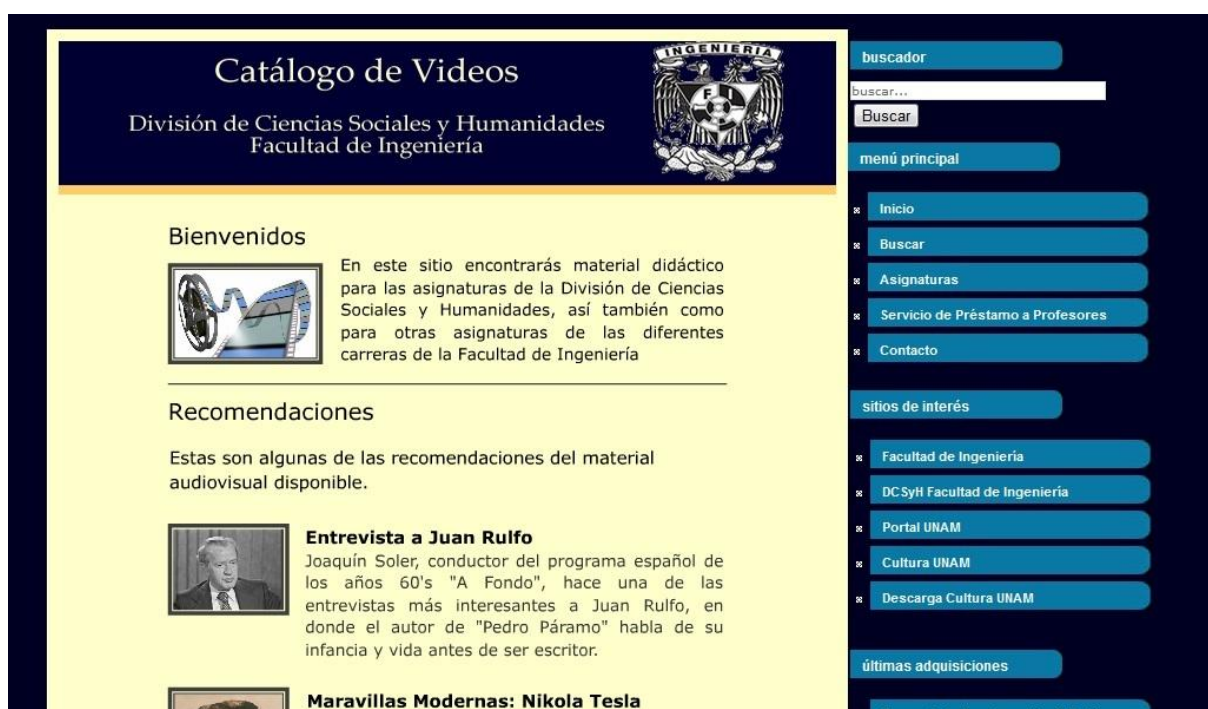 Catálogo de Videos
División de Ciencias Sociales y Humanidades
Facultad de Ingeniería
INGENIERIA
FI
Bienvenidos
En este sitio encontrarás material didáctico
para las asignaturas de la División de Ciencias
Sociales y Humanidades, así también como
para otras asignaturas de las diferentes
carreras de la Facultad de Ingeniería
Recomendaciones
Estas son algunas de las recomendaciones del material
audiovisual disponible.
Entrevista a Juan Rulfo
Joaquín Soler, conductor del programa español de
los años 60's "A Fondo", hace una de las
entrevistas más interesantes a Juan Rulfo, en
donde el autor de "Pedro Páramo" habla de su
infancia y vida antes de ser escritor.
Maravillas Modernas: Nikola Tesla
buscador
buscar...
Buscar
menú principal
Inicio
Buscar
Asignaturas
Servicio de Préstamo a Profesores
Contacto
sitios de interés
Facultad de Ingeniería
DCSyH Facultad de Ingeniería
Portal UNAM
Cultura UNAM
Descarga Cultura UNAM
últimas adquisiciones